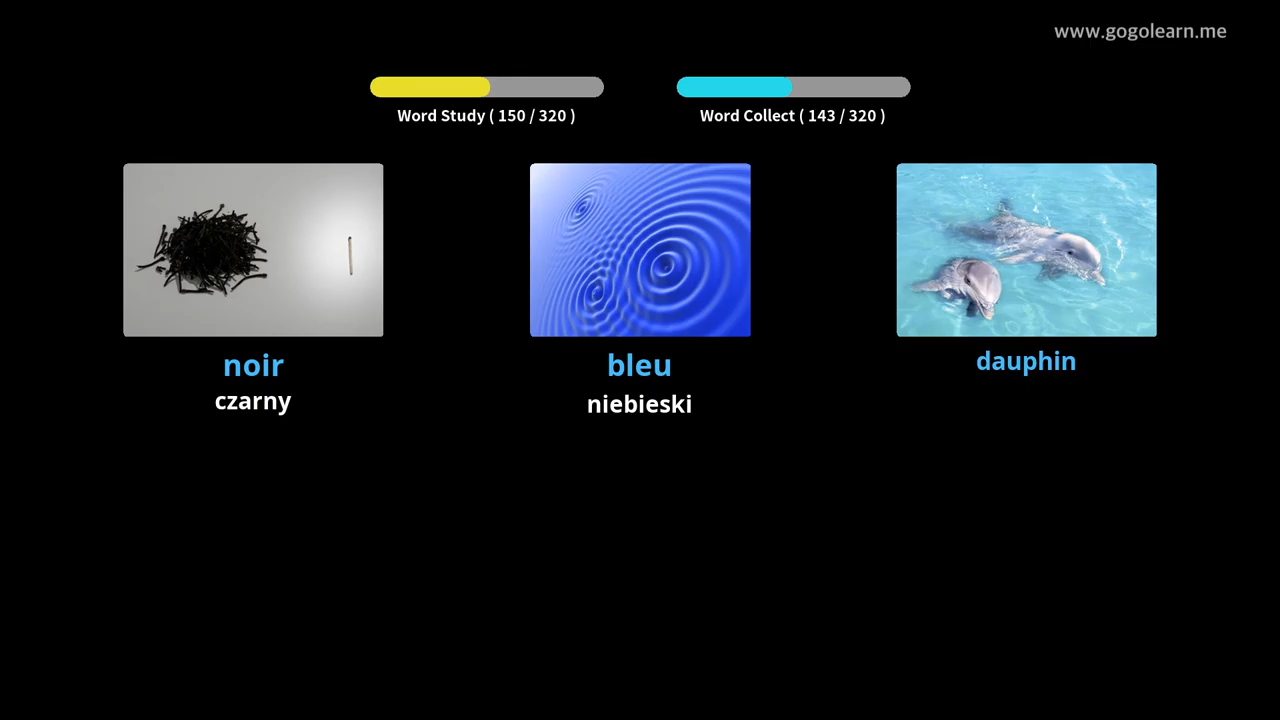 www.gogolearn.me
Word Study ( 150 / 320 )
Word Collect ( 143 / 320 )
noir
czarny
bleu
niebieski
dauphin